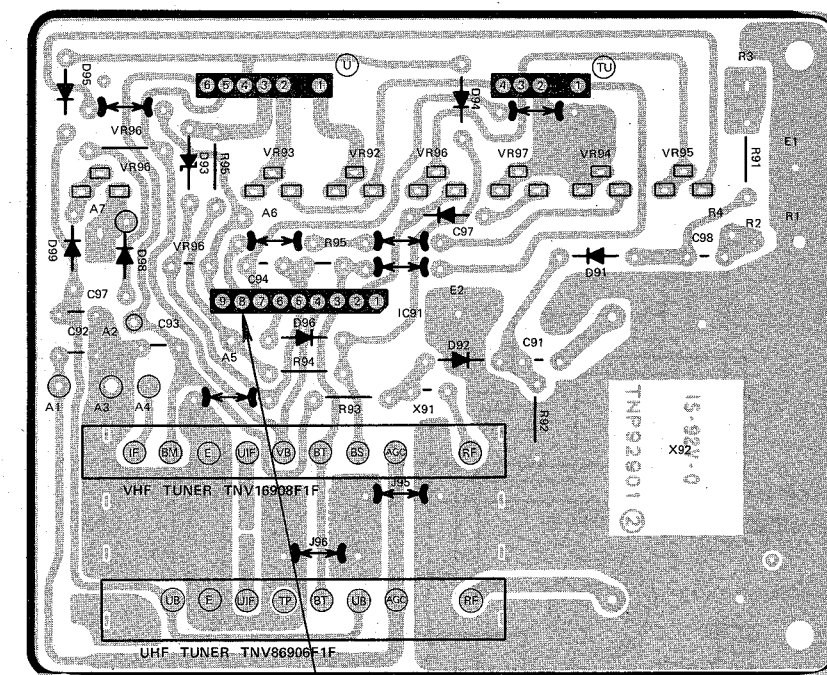 D95
6 5 4 3 2 1
U
D94
4 3 2 1
TU
R3
VR96
VR96
D93
R96
VR93
VR92
VR96
VR97
VR94
VR95
R91
E1
A7
A6
C97
R4
R2
R1
D99
D98
VR96
R95
C94
C98
D91
C97
9 8 7 6 5 4 3 2 1
E2
IC91
C92
A2
C93
A5
D96
R94
D92
C91
A1
A3
A4
R93
X91
R92
IS-94V-0
TNP92901 ②
X92
IF BM E UIF VB BT BS AGC RF
VHF TUNER TNV16908F1F
J95
J96
UB E UIF TP BT UB AGC RF
UHF TUNER TNV86906F1F